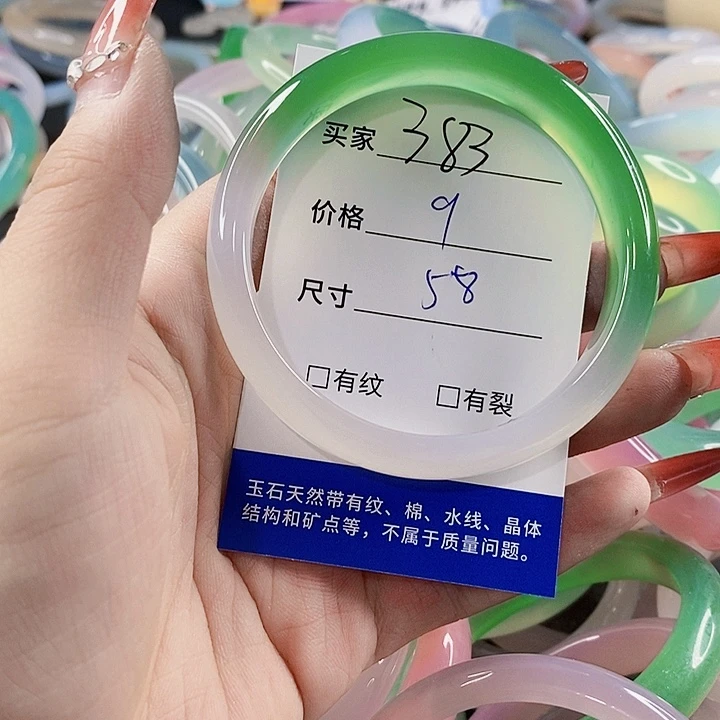 买家 383
价格 9
尺寸 58
□有纹 □有裂
玉石天然带有纹、棉、水线、晶体
结构和矿点等，不属于质量问题。